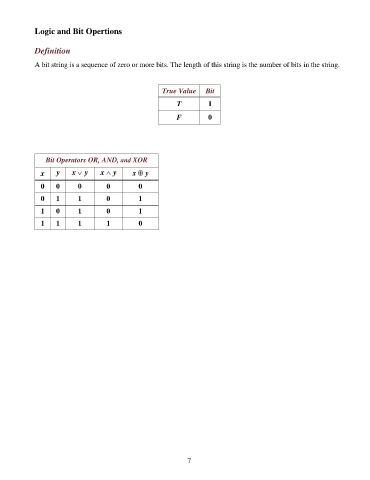 Logic and Bit Opertions
Definition
A bit string is a sequence of zero or more bits. The length of this string is the number of bits in the string.
True Value Bit
T 1
F 0
Bit Operators OR, AND, and XOR
x y x ∨ y x ∧ y x ⊕ y
0 0 0 0 0
0 1 1 0 1
1 0 1 0 1
1 1 1 1 0
7